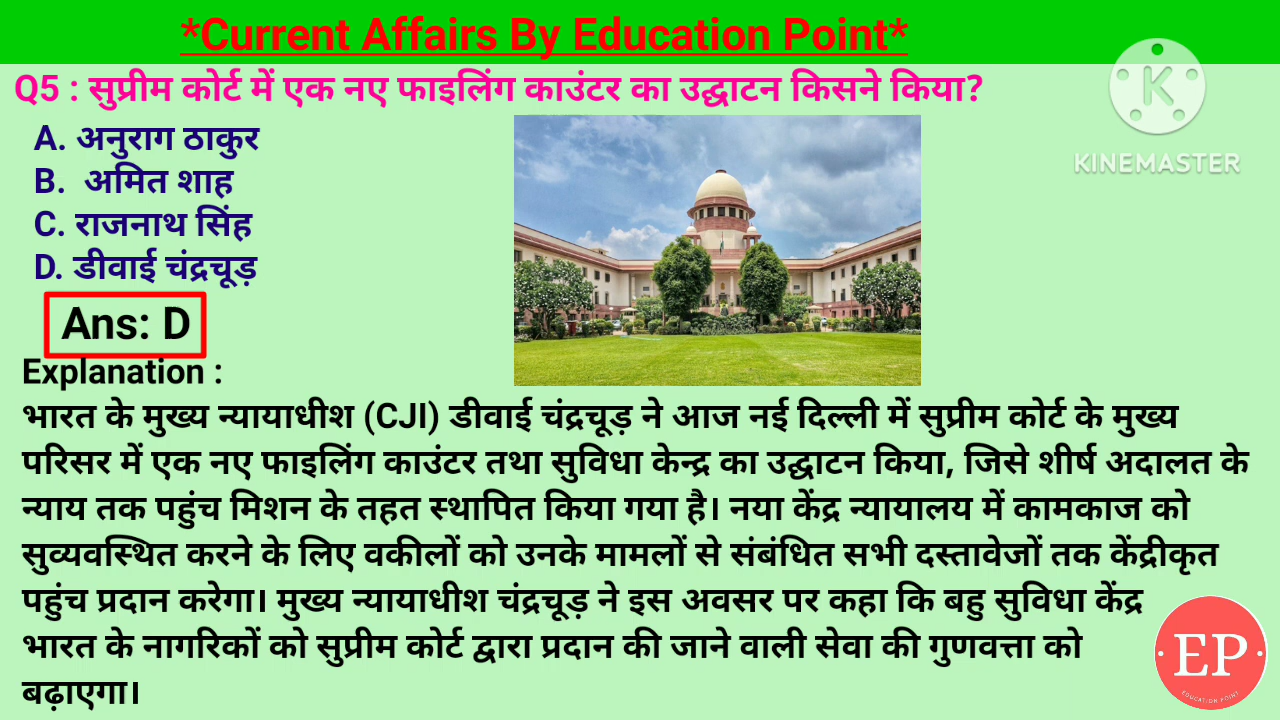 *Current Affairs By Education Point*
Q5 : सुप्रीम कोर्ट में एक नए फाइलिंग काउंटर का उद्घाटन किसने किया?
A. अनुराग ठाकुर
B. अमित शाह
C. राजनाथ सिंह
D. डीवाई चंद्रचूड़
Ans: D
Explanation :
भारत के मुख्य न्यायाधीश (CJI) डीवाई चंद्रचूड़ ने आज नई दिल्ली में सुप्रीम कोर्ट के मुख्य
परिसर में एक नए फाइलिंग काउंटर तथा सुविधा केन्द्र का उद्घाटन किया, जिसे शीर्ष अदालत के
न्याय तक पहुंच मिशन के तहत स्थापित किया गया है। नया केंद्र न्यायालय में कामकाज को
सुव्यवस्थित करने के लिए वकीलों को उनके मामलों से संबंधित सभी दस्तावेजों तक केंद्रीकृत
पहुंच प्रदान करेगा। मुख्य न्यायाधीश चंद्रचूड़ ने इस अवसर पर कहा कि बहु सुविधा केंद्र
भारत के नागरिकों को सुप्रीम कोर्ट द्वारा प्रदान की जाने वाली सेवा की गुणवत्ता को
बढ़ाएगा।
K
KINEMASTER
EP
EDUCATION POINT